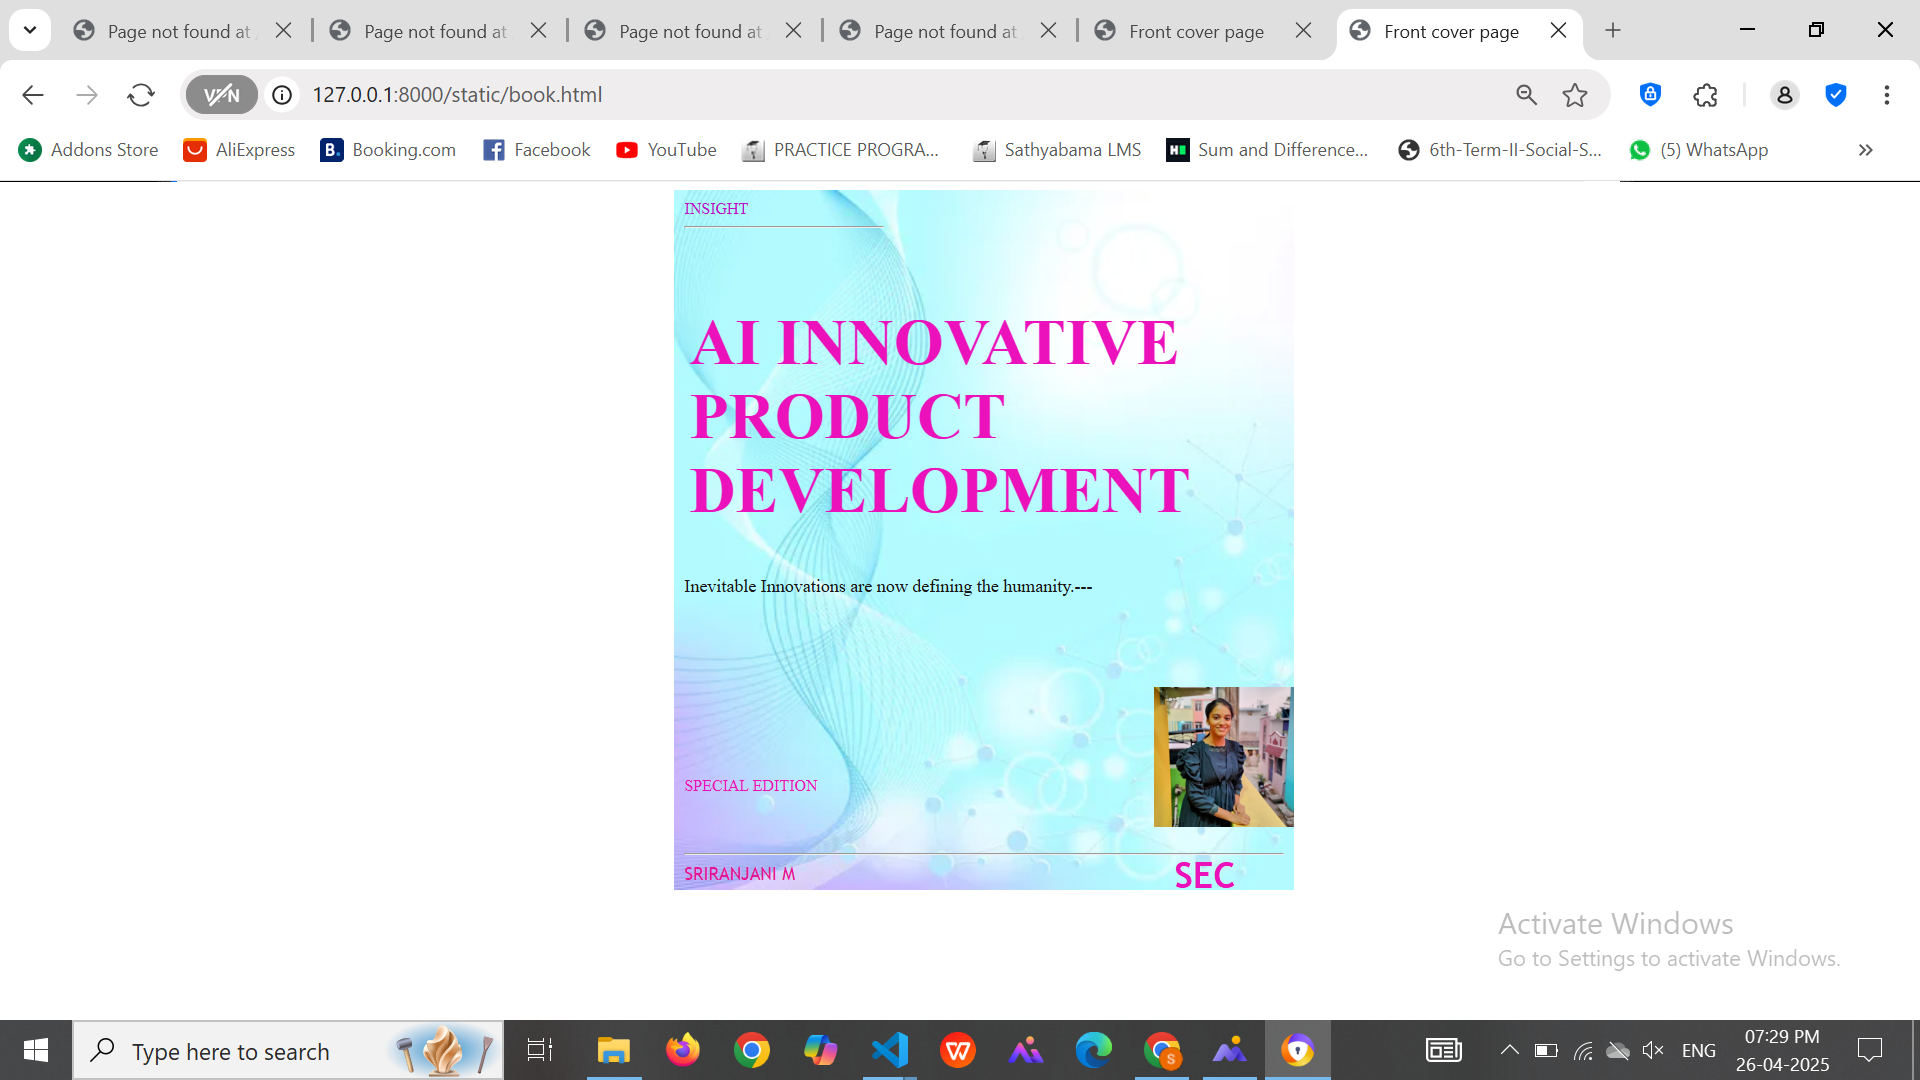 Page not found at
Page not found at
Page not found at
Page not found at
Front cover page
Front cover page
VPN
127.0.0.1:8000/static/book.html
Addons Store
AliExpress
B. Booking.com
Facebook
YouTube
PRACTICE PROGRA...
Sathyabama LMS
Sum and Difference...
6th-Term-II-Social-S...
(5) WhatsApp
INSIGHT
AI INNOVATIVE
PRODUCT
DEVELOPMENT
Inevitable Innovations are now defining the humanity.---
SPECIAL EDITION
SRIRANJANI M
SEC
Activate Windows
Go to Settings to activate Windows.
Type here to search
S
ENG
07:29 PM
26-04-2025